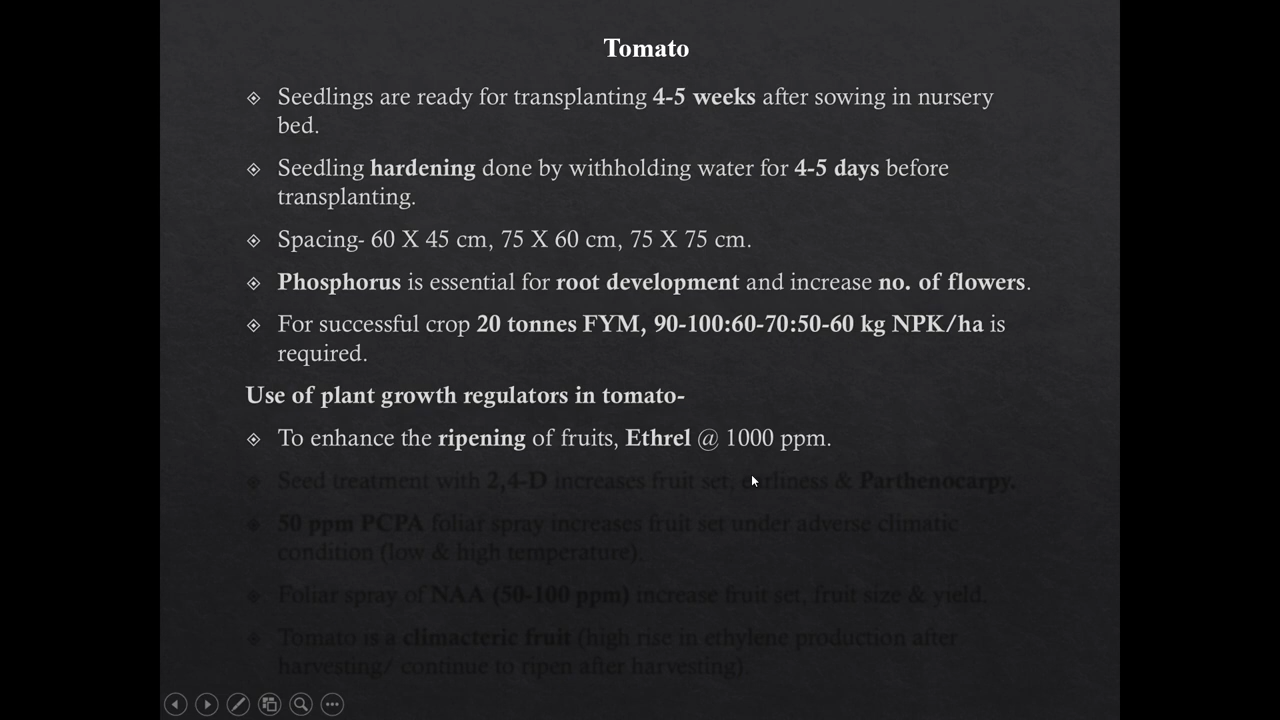 Tomato
Seedlings are ready for transplanting 4-5 weeks after sowing in nursery
bed.
Seedling hardening done by withholding water for 4-5 days before
transplanting.
Spacing- 60 X 45 cm, 75 X 60 cm, 75 X 75 cm.
Phosphorus is essential for root development and increase no. of flowers.
For successful crop 20 tonnes FYM, 90-100:60-70:50-60 kg NPK/ha is
required.
Use of plant growth regulators in tomato-
To enhance the ripening of fruits, Ethrel @ 1000 ppm.
Seed treatment with 2,4-D increases fruit set, & Parthenocarpy.
50 ppm PCPA foliar spray increases fruit set under adverse climatic
condition (low & high temperature).
Foliar spray of NAA (50-100 ppm) increase fruit set, fruit size & yield.
Tomato is a climacteric fruit (high rise in ethylene production after
harvesting/ continue to ripen after harvesting).